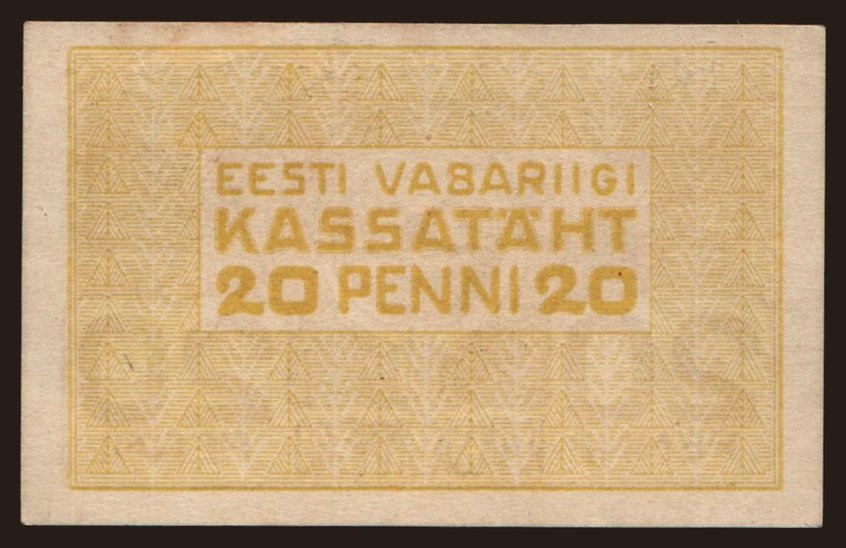 EESTI VABARIIGI
KASSATÄHT
20 PENNI 20